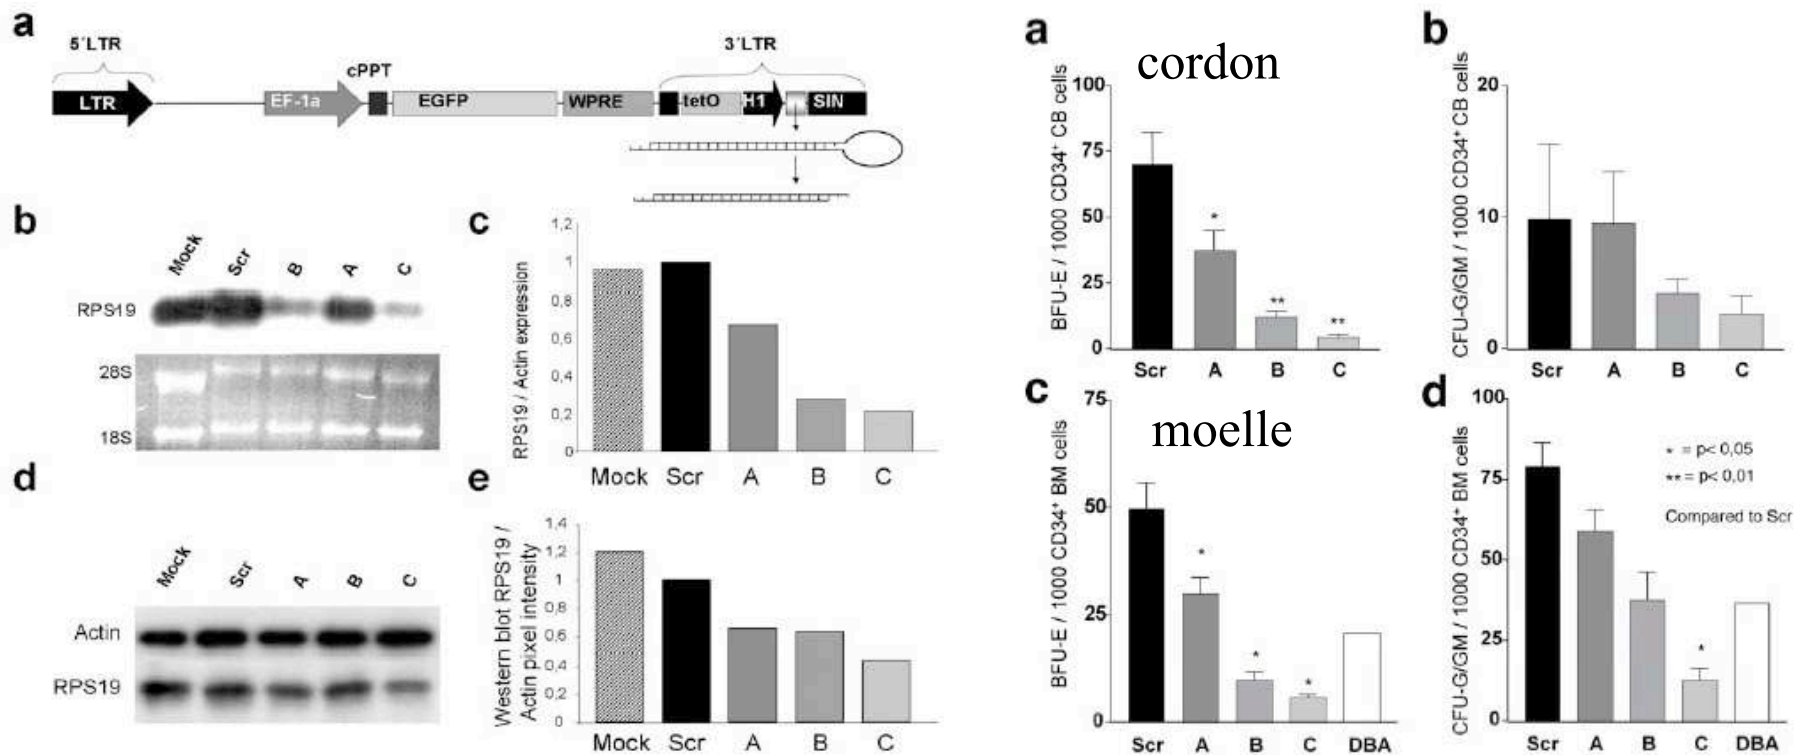 a
5´LTR
3´LTR
cPPT
LTR
EF-1a
EGFP
WPRE
tetO
H1
SIN
b
Mock
Scr
B
A
C
RPS19
28S
18S
c
RPS19 / Actin expression
1,2
1
0,8
0,6
0,4
0,2
0
Mock Scr A B C
d
Mock
Scr
A
B
C
Actin
RPS19
e
Western blot RPS19 /
Actin pixel intensity
1,4
1,2
1
0,8
0,6
0,4
0,2
0
Mock Scr A B C
a
cordon
BFU-E / 1000 CD34⁺ CB cells
100
75
50
25
0
*
**
**
Scr A B C
b
CFU-G/GM / 1000 CD34⁺ CB cells
20
10
0
Scr A B C
c
moelle
BFU-E / 1000 CD34⁺ BM cells
75
50
25
0
*
*
*
Scr A B C DBA
d
CFU-G/GM / 1000 CD34⁺ BM cells
100
75
50
25
0
* = p< 0,05
** = p< 0,01
Compared to Scr
*
Scr A B C DBA